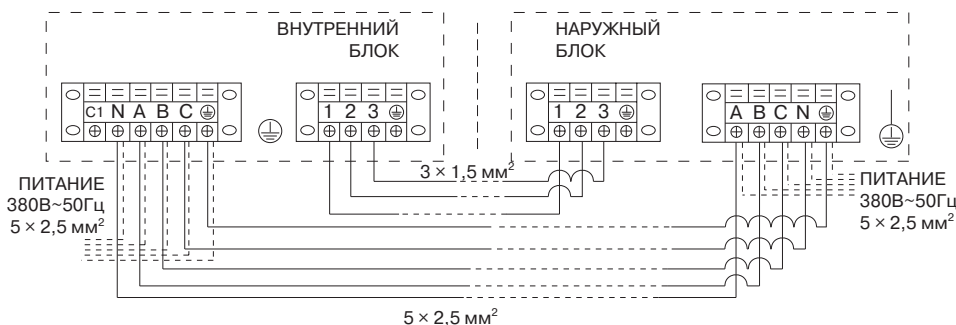 ВНУТРЕННИЙ
БЛОК
НАРУЖНЫЙ
БЛОК
C1 N A B C
1 2 3
1 2 3
A B C N
3 × 1,5 мм²
ПИТАНИЕ
380В~50Гц
5 × 2,5 мм²
ПИТАНИЕ
380В~50Гц
5 × 2,5 мм²
5 × 2,5 мм²